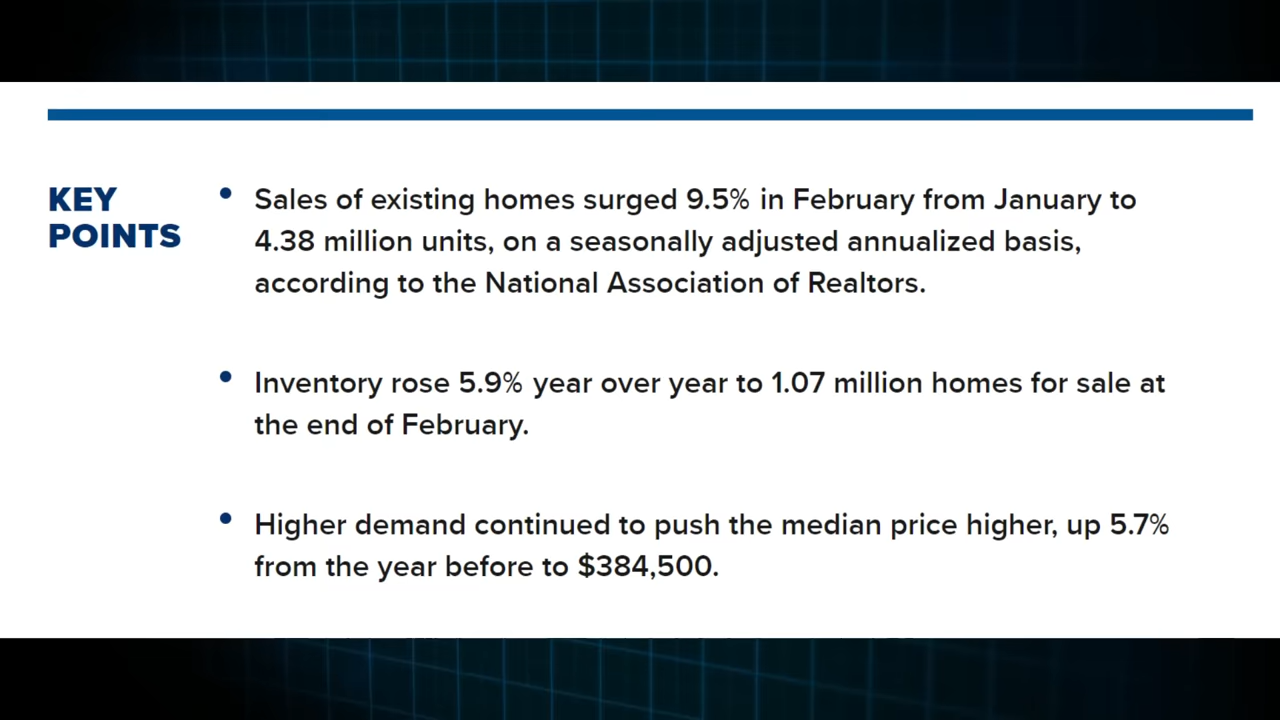 KEY
POINTS
• Sales of existing homes surged 9.5% in February from January to
4.38 million units, on a seasonally adjusted annualized basis,
according to the National Association of Realtors.
• Inventory rose 5.9% year over year to 1.07 million homes for sale at
the end of February.
• Higher demand continued to push the median price higher, up 5.7%
from the year before to $384,500.